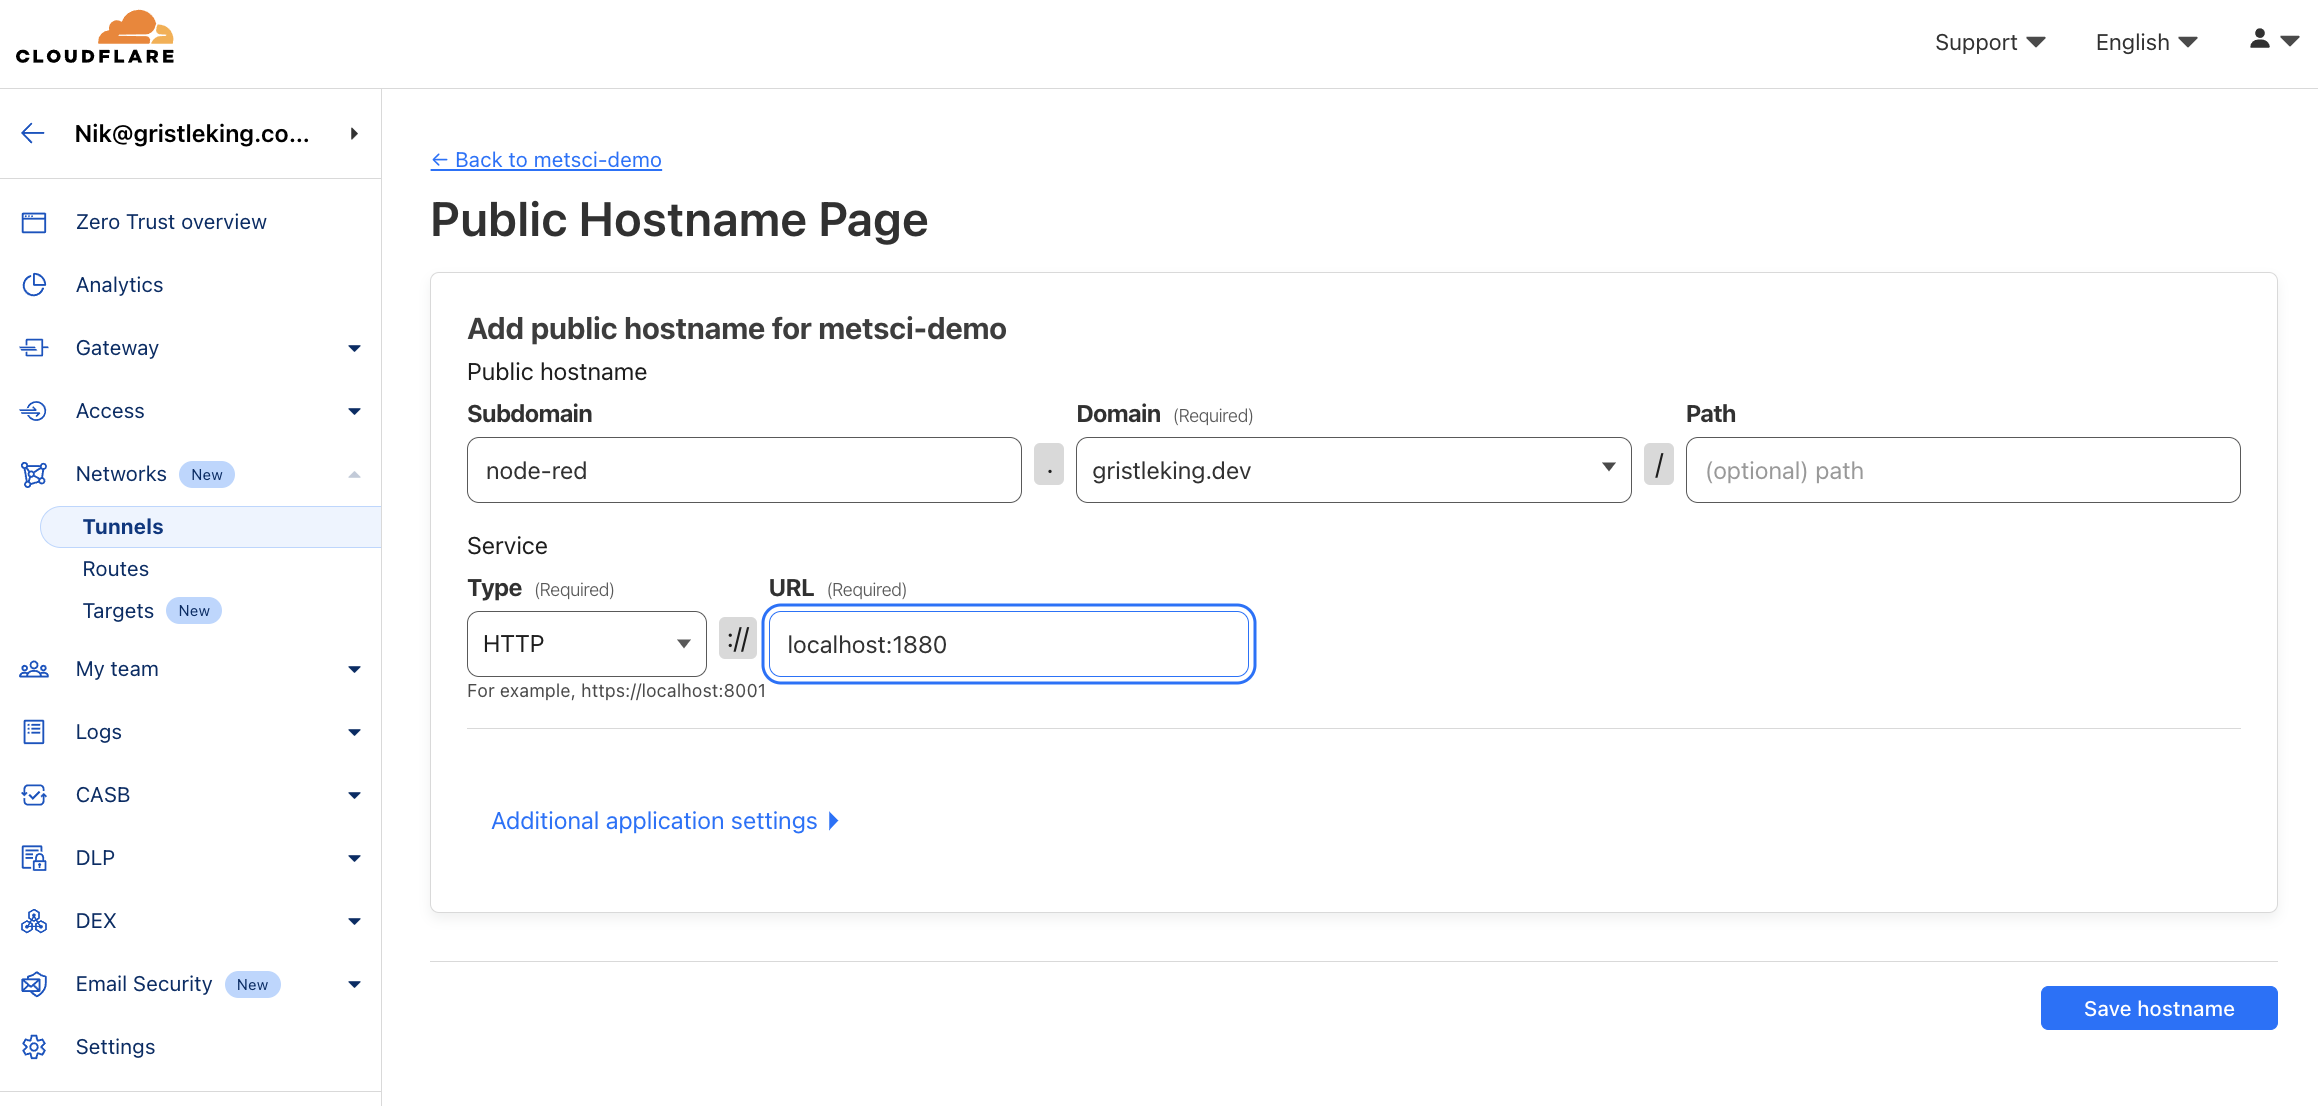 CLOUDFLARE
Support
English
Nik@gristleking.co...
Zero Trust overview
Analytics
Gateway
Access
Networks New
Tunnels
Routes
Targets New
My team
Logs
CASB
DLP
DEX
Email Security New
Settings
← Back to metsci-demo
Public Hostname Page
Add public hostname for metsci-demo
Public hostname
Subdomain Domain (Required) Path
node-red . gristleking.dev / (optional) path
Service
Type (Required) URL (Required)
HTTP :// localhost:1880
For example, https://localhost:8001
Additional application settings
Save hostname